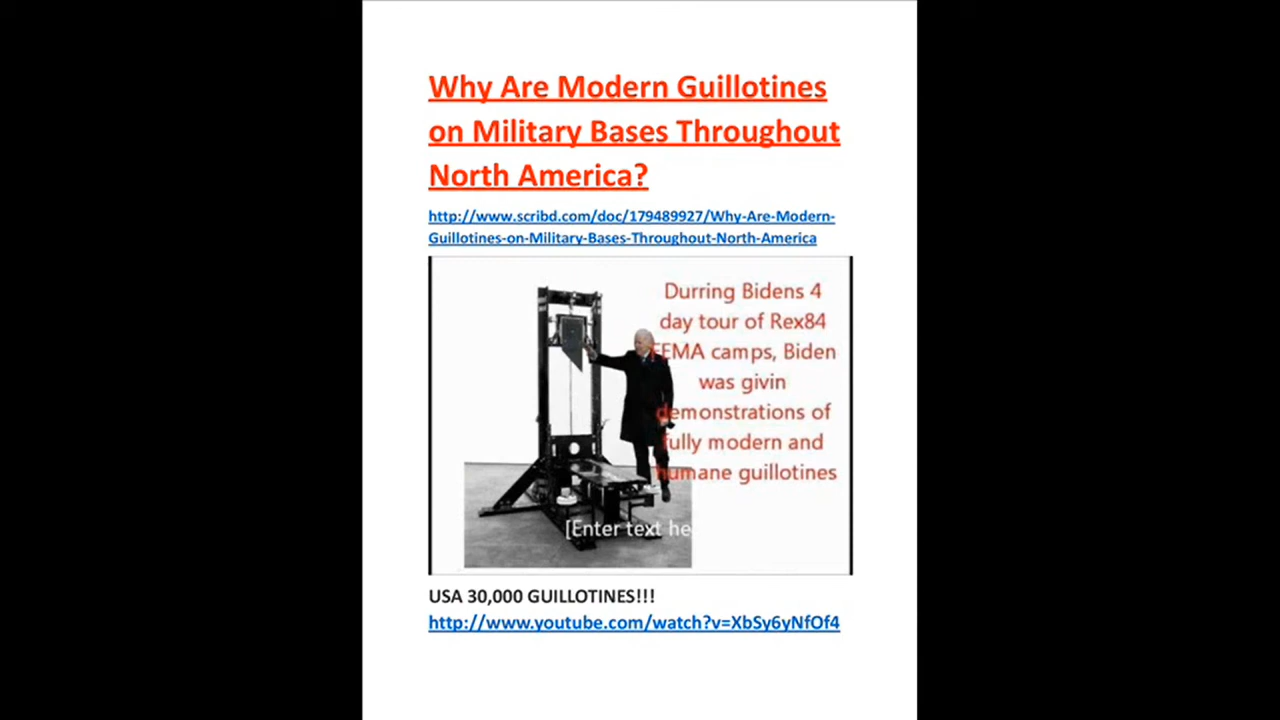 Why Are Modern Guillotines
on Military Bases Throughout
North America?
http://www.scribd.com/doc/179489927/Why-Are-Modern-
Guillotines-on-Military-Bases-Throughout-North-America
Durring Bidens 4
day tour of Rex84
FEMA camps, Biden
was givin
demonstrations of
fully modern and
humane guillotines
[Enter text he
USA 30,000 GUILLOTINES!!!
http://www.youtube.com/watch?v=XbSy6yNfOf4